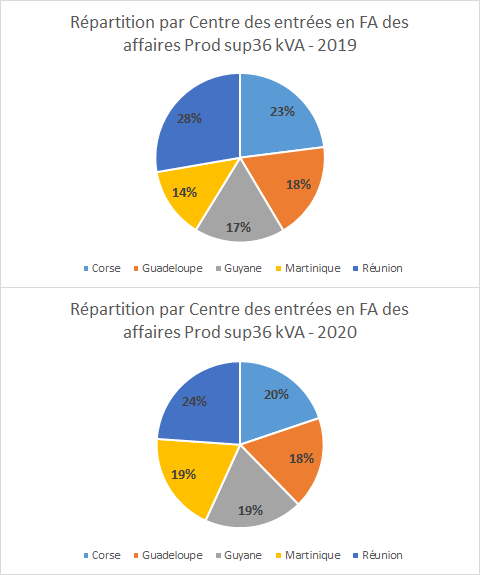 Répartition par Centre des entrées en FA des
affaires Prod sup36 kVA - 2019
28%
23%
14%
18%
17%
Corse Guadeloupe Guyane Martinique Réunion
Répartition par Centre des entrées en FA des
affaires Prod sup36 kVA - 2020
24%
20%
19%
18%
19%
Corse Guadeloupe Guyane Martinique Réunion